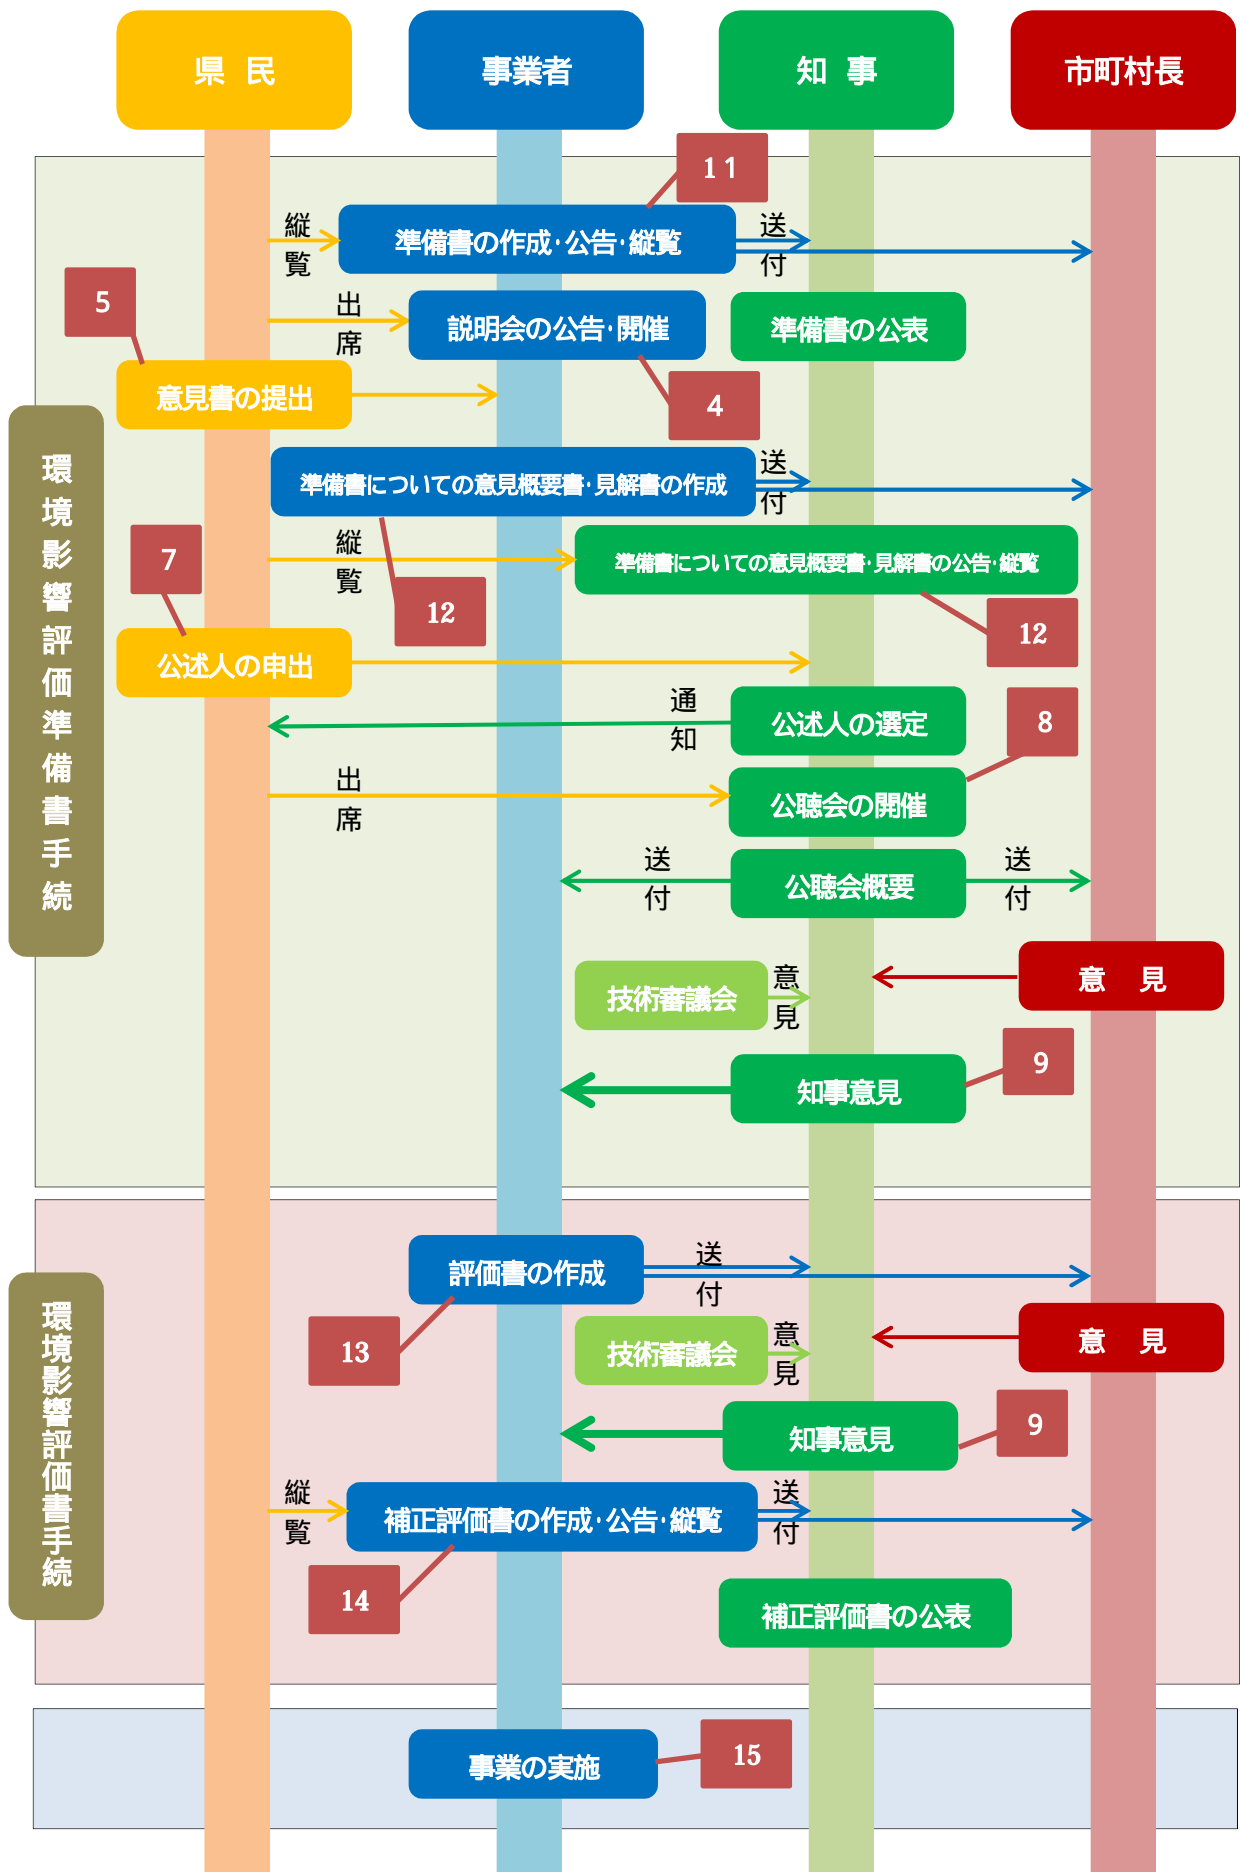 県 民
事業者
知 事
市町村長
11
縦覧
準備書の作成・公告・縦覧
送付
5
出席
説明会の公告・開催
準備書の公表
意見書の提出
4
環境影響評価準備書手続
準備書についての意見概要書・見解書の作成
送付
7
縦覧
準備書についての意見概要書・見解書の公告・縦覧
12
12
公述人の申出
通知
公述人の選定
8
出席
公聴会の開催
送付
公聴会概要
送付
技術審議会
意見
意 見
知事意見
9
環境影響評価書手続
評価書の作成
送付
13
技術審議会
意見
意 見
知事意見
9
縦覧
補正評価書の作成・公告・縦覧
送付
14
補正評価書の公表
事業の実施
15